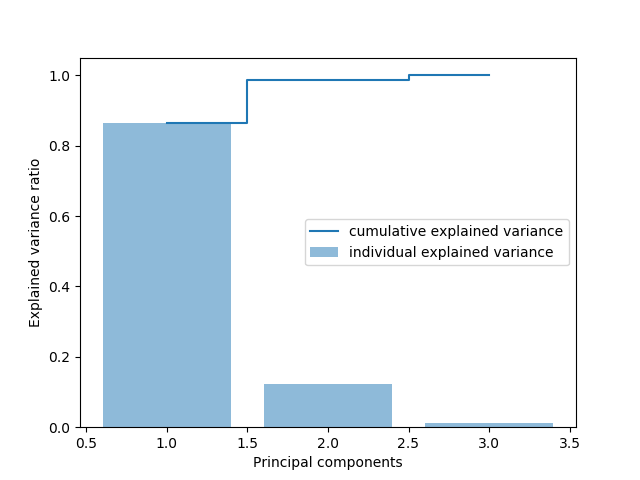 1.0
0.8
0.6
0.4
0.2
0.0
Explained variance ratio
cumulative explained variance
individual explained variance
0.5 1.0 1.5 2.0 2.5 3.0 3.5
Principal components